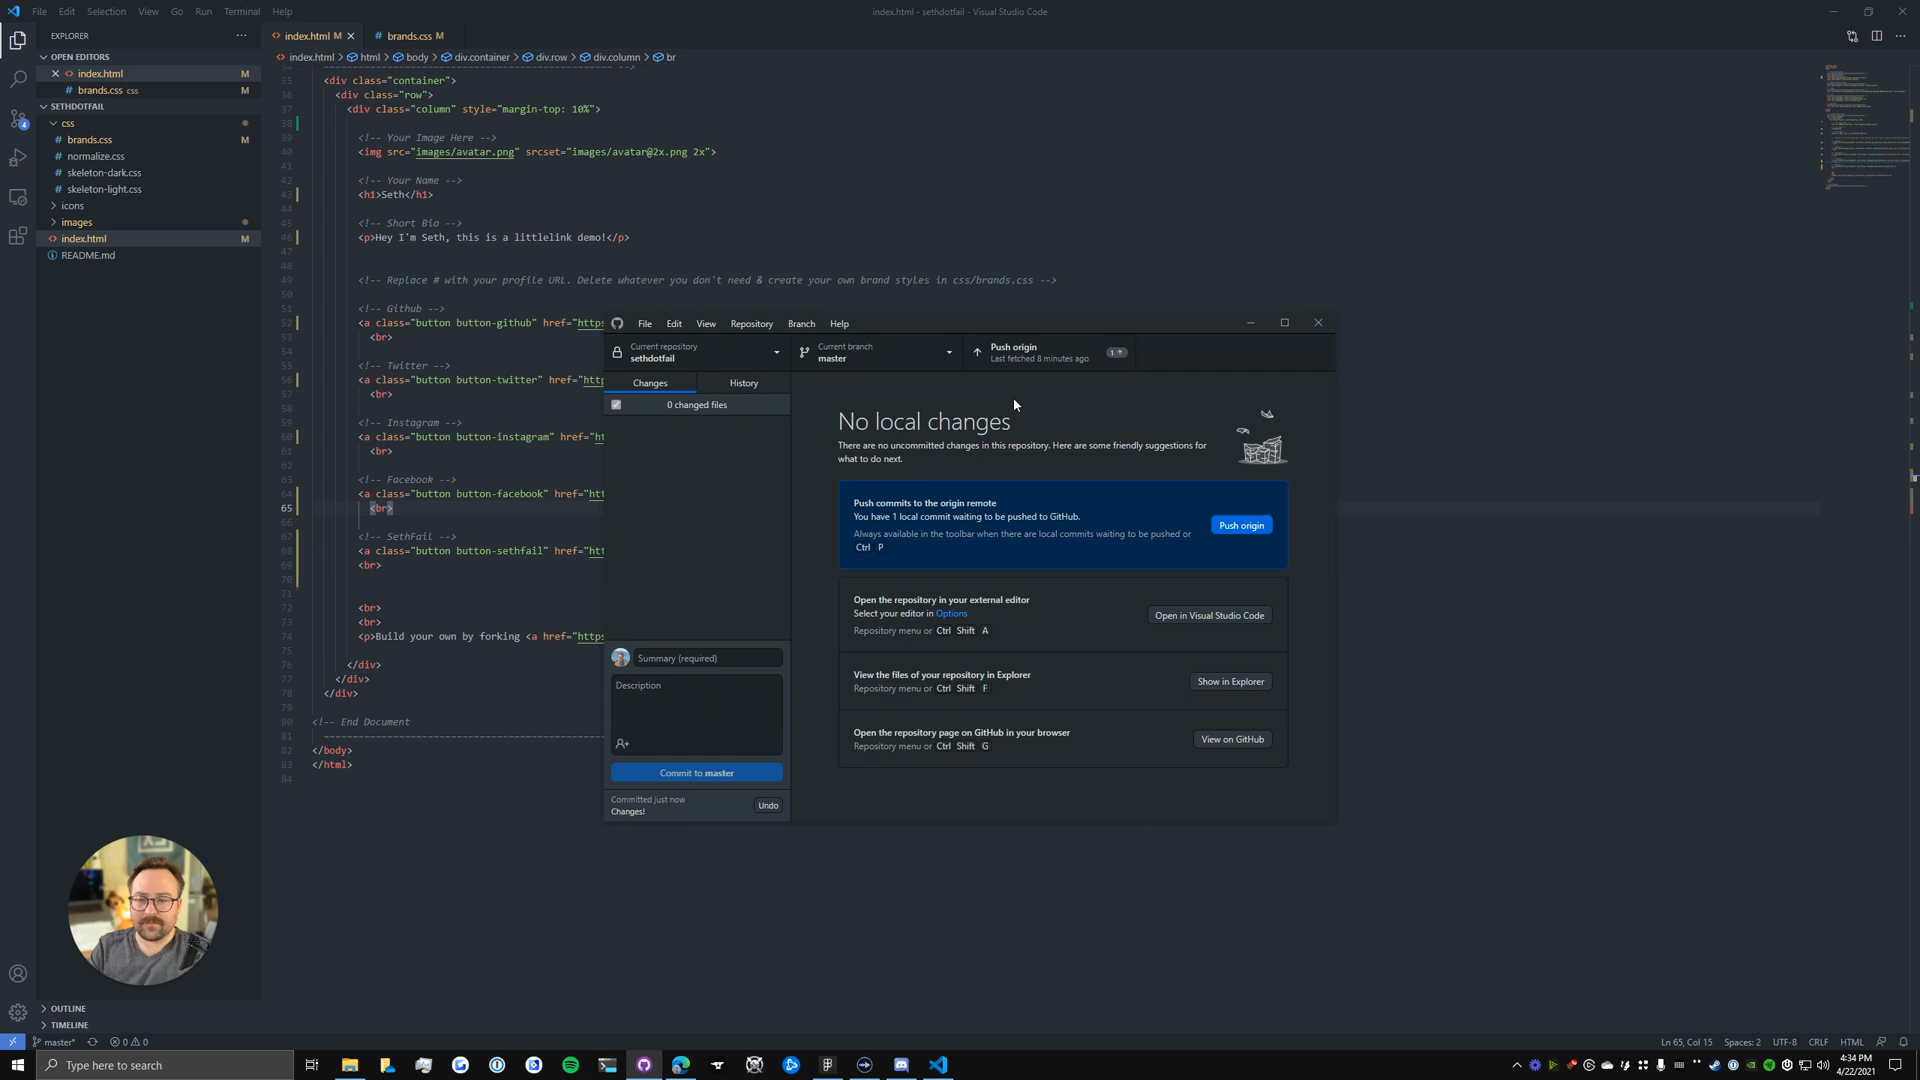 File Edit Selection View Go Run Terminal Help
index.html - sethdotfail - Visual Studio Code
EXPLORER
OPEN EDITORS
index.html M
brands.css css M
SETHDOTFAIL
css
brands.css M
normalize.css
skeleton-dark.css
skeleton-light.css
icons
images
index.html M
README.md
OUTLINE
TIMELINE
index.html M
brands.css M
index.html > html > body > div.container > div.row > div.column > br
35 <div class="container">
36 <div class="row">
37 <div class="column" style="margin-top: 10%">
38
39 <!-- Your Image Here -->
40 <img src="images/avatar.png" srcset="images/avatar@2x.png 2x">
41
42 <!-- Your Name -->
43 <h1>Seth</h1>
44
45 <!-- Short Bio -->
46 <p>Hey I'm Seth, this is a littlelink demo!</p>
47
48
49 <!-- Replace # with your profile URL. Delete whatever you don't need & create your own brand styles in css/brands.css -->
50
51 <!-- Github -->
52 <a class="button button-github" href="https
53 <br>
54
55 <!-- Twitter -->
56 <a class="button button-twitter" href="http
57 <br>
58
59 <!-- Instagram -->
60 <a class="button button-instagram" href="ht
61 <br>
62
63 <!-- Facebook -->
64 <a class="button button-facebook" href="htt
65 <br>
66
67 <!-- SethFail -->
68 <a class="button button-sethfail" href="htt
69 <br>
70
71
72 <br>
73 <br>
74 <p>Build your own by forking <a href="https
75
76 </div>
77 </div>
78 </div>
79
80 <!-- End Document
81
82 </body>
83 </html>
84
File Edit View Repository Branch Help
Current repository
sethdotfail
Current branch
master
Push origin
Last fetched 8 minutes ago
1
Changes
History
0 changed files
No local changes
There are no uncommitted changes in this repository. Here are some friendly suggestions for
what to do next.
Push commits to the origin remote
You have 1 local commit waiting to be pushed to GitHub.
Always available in the toolbar when there are local commits waiting to be pushed or
Ctrl P
Push origin
Open the repository in your external editor
Select your editor in Options
Repository menu or Ctrl Shift A
Open in Visual Studio Code
View the files of your repository in Explorer
Repository menu or Ctrl Shift F
Show in Explorer
Open the repository page on GitHub in your browser
Repository menu or Ctrl Shift G
View on GitHub
Summary (required)
Description
Commit to master
Committed just now
Changes!
Undo
master*
0 0
Ln 65, Col 15 Spaces: 2 UTF-8 CRLF HTML
Type here to search
4:34 PM
4/22/2021